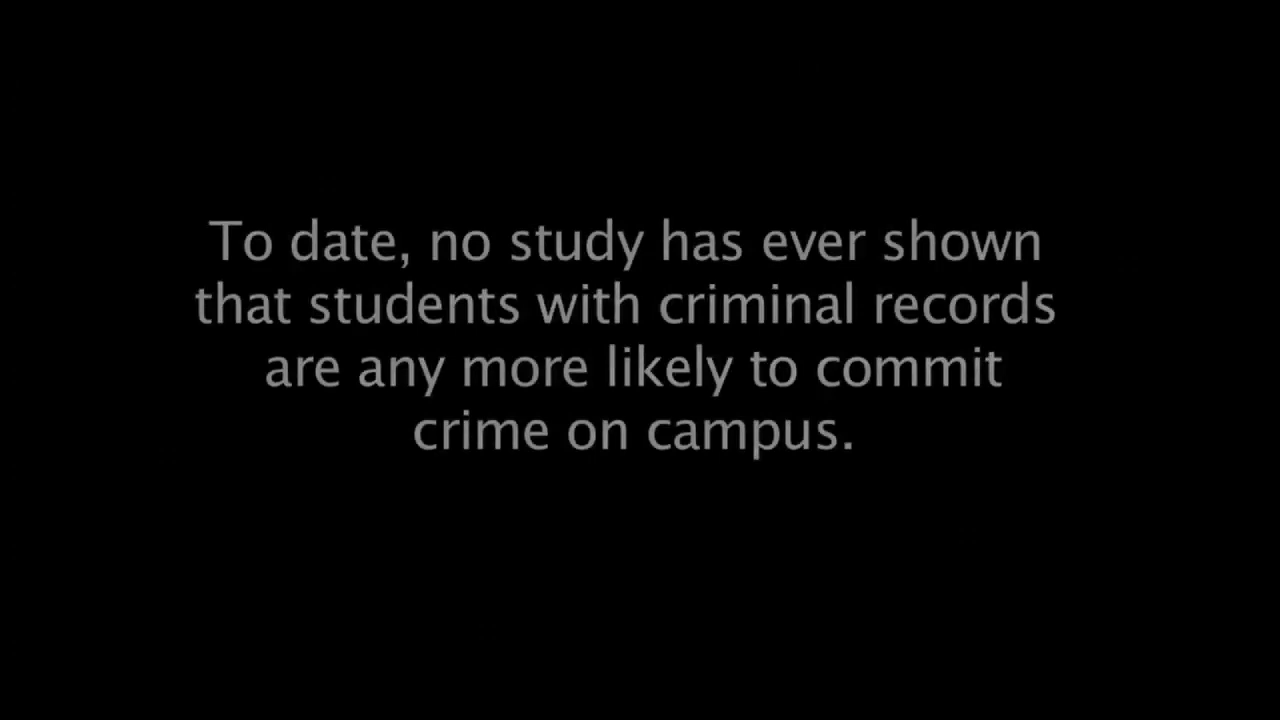 To date, no study has ever shown
that students with criminal records
are any more likely to commit
crime on campus.